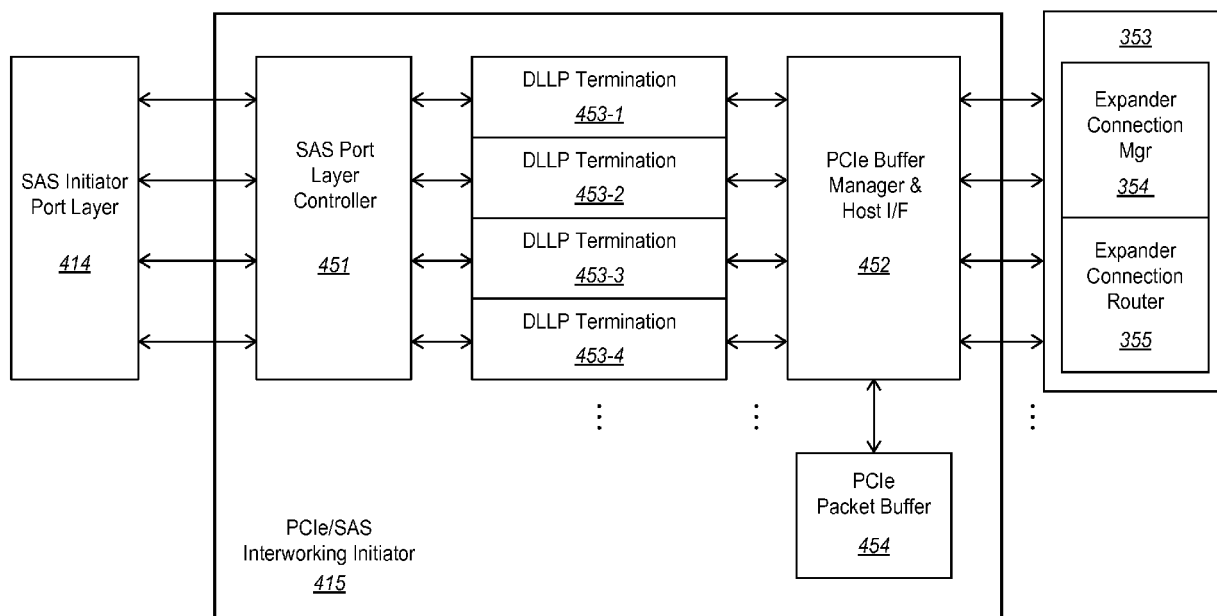 SAS Initiator
Port Layer
414
SAS Port
Layer
Controller
451
DLLP Termination
453-1
DLLP Termination
453-2
DLLP Termination
453-3
DLLP Termination
453-4
PCIe Buffer
Manager &
Host I/F
452
353
Expander
Connection
Mgr
354
Expander
Connection
Router
355
PCIe
Packet Buffer
454
PCIe/SAS
Interworking Initiator
415